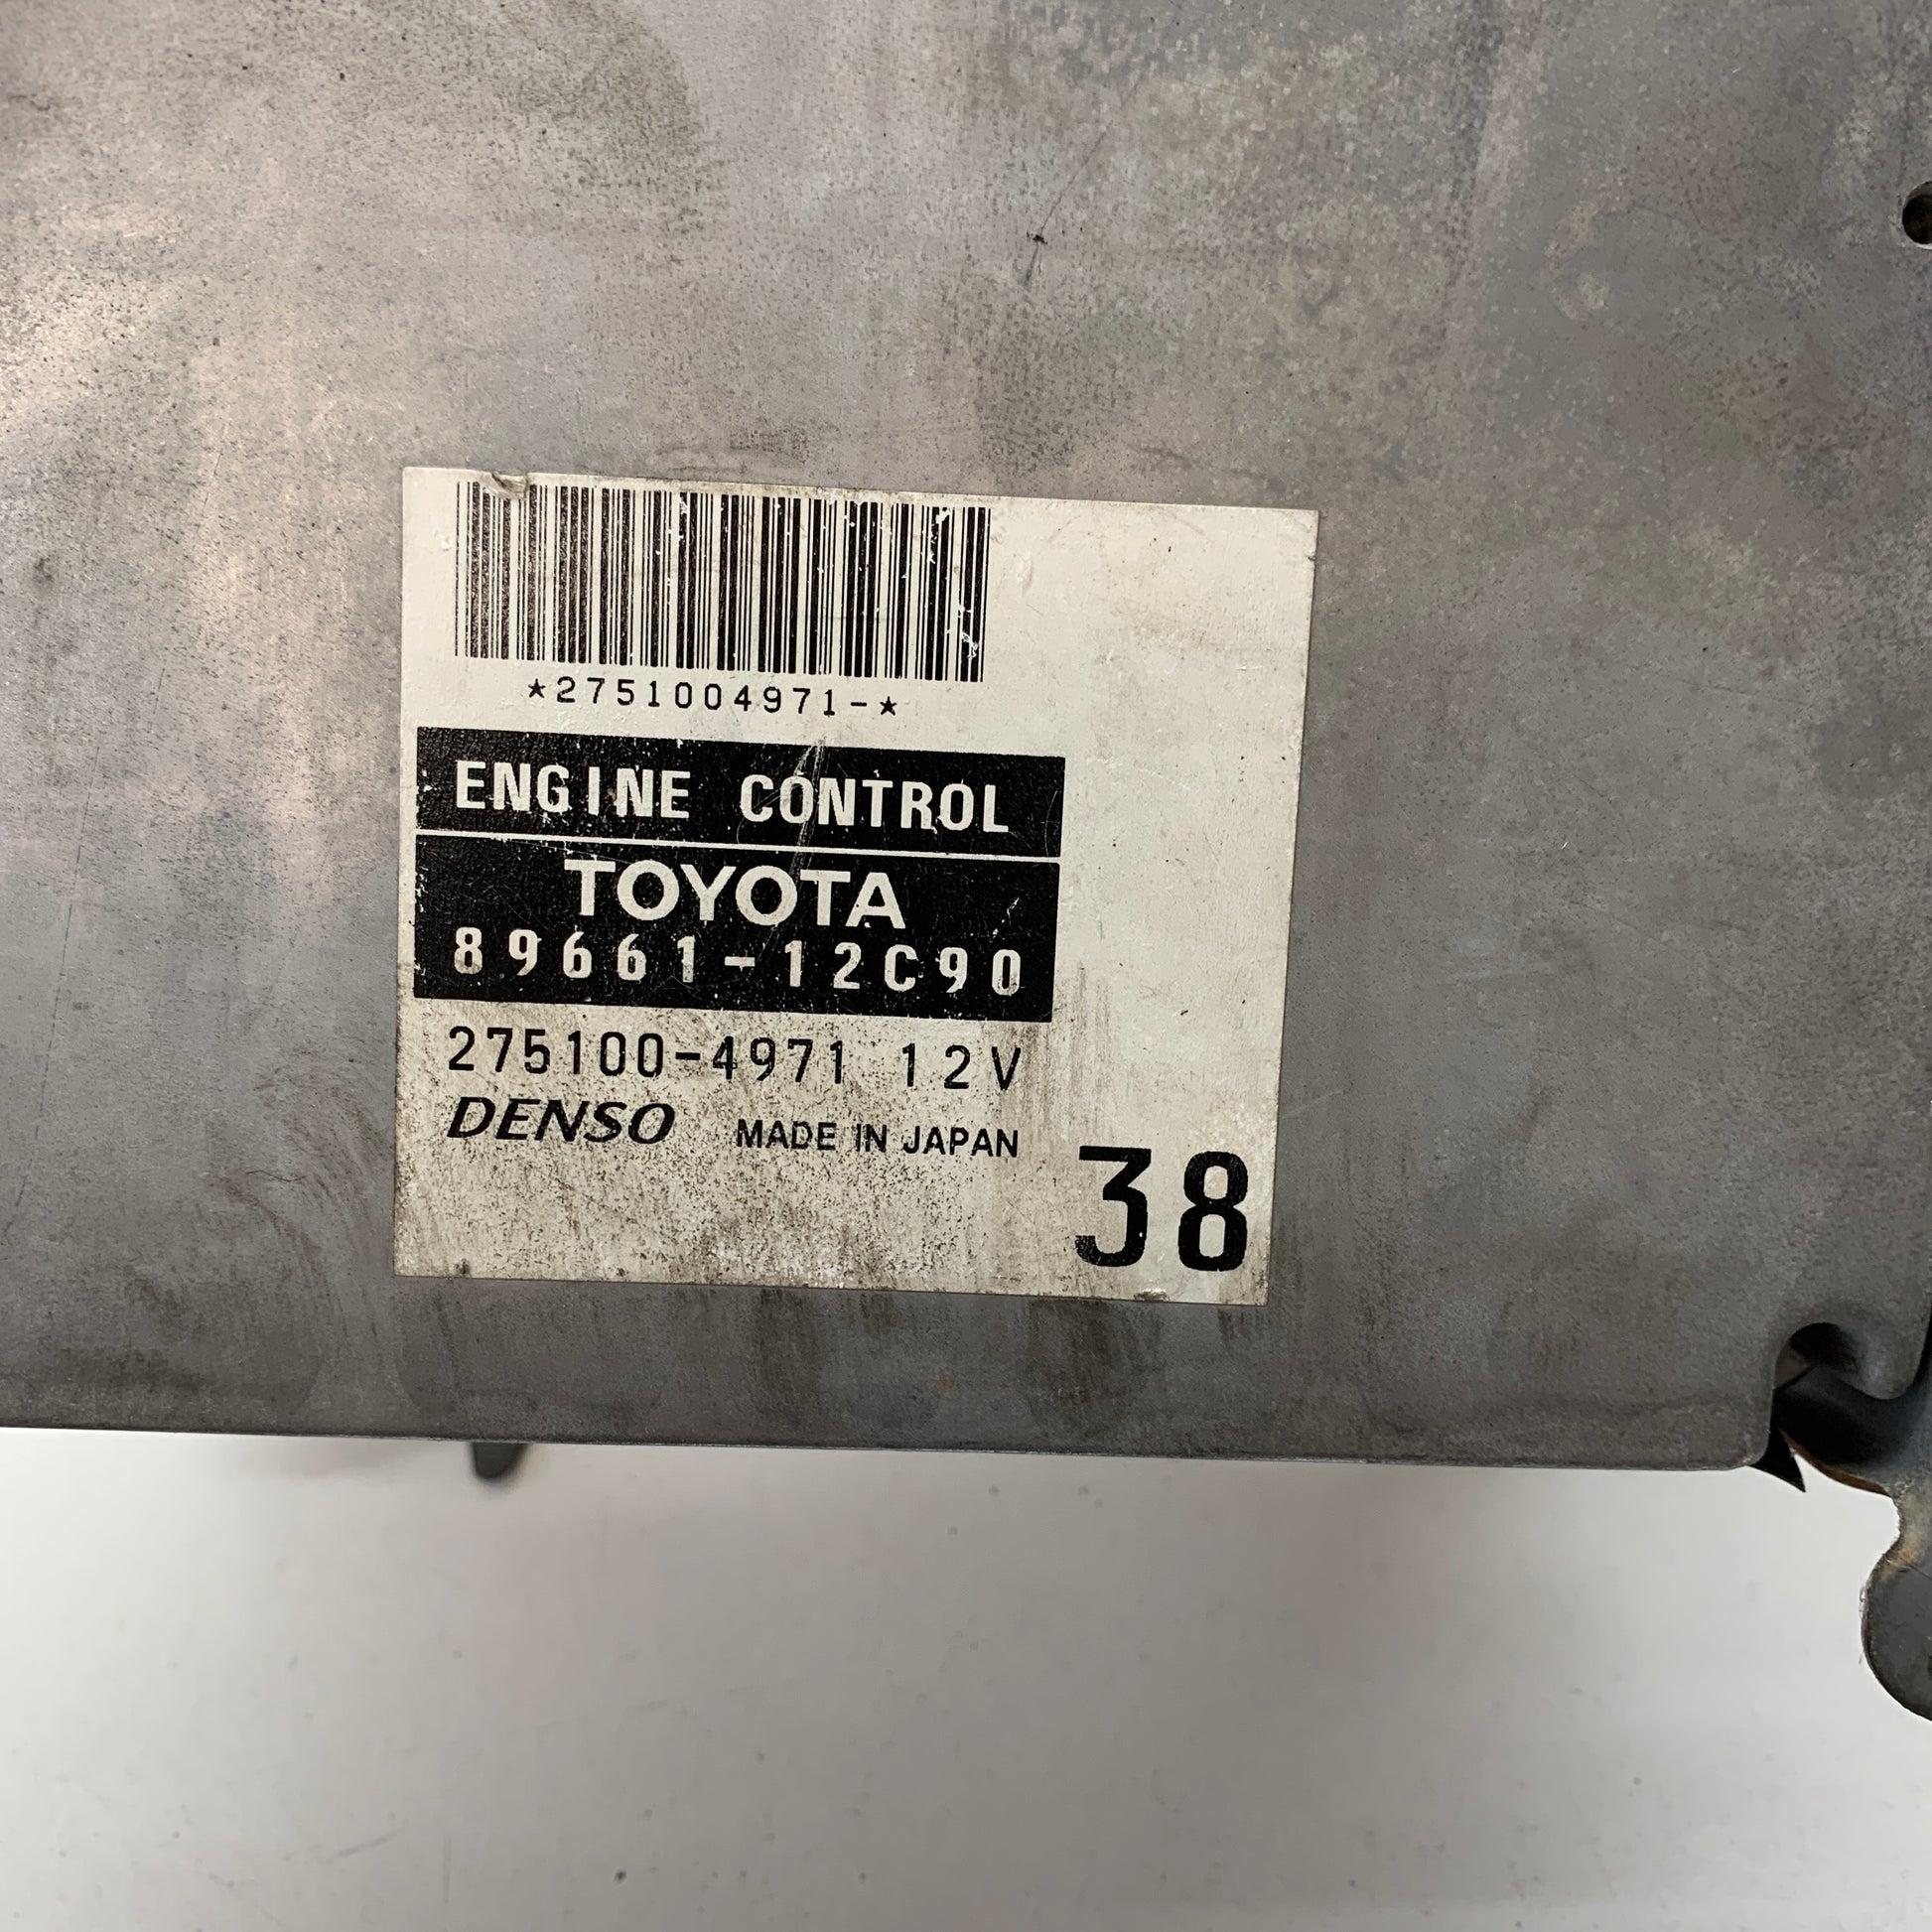 *2751004971-*
ENGINE CONTROL
TOYOTA
89661-12C90
275100-4971 12V
DENSO MADE IN JAPAN
38